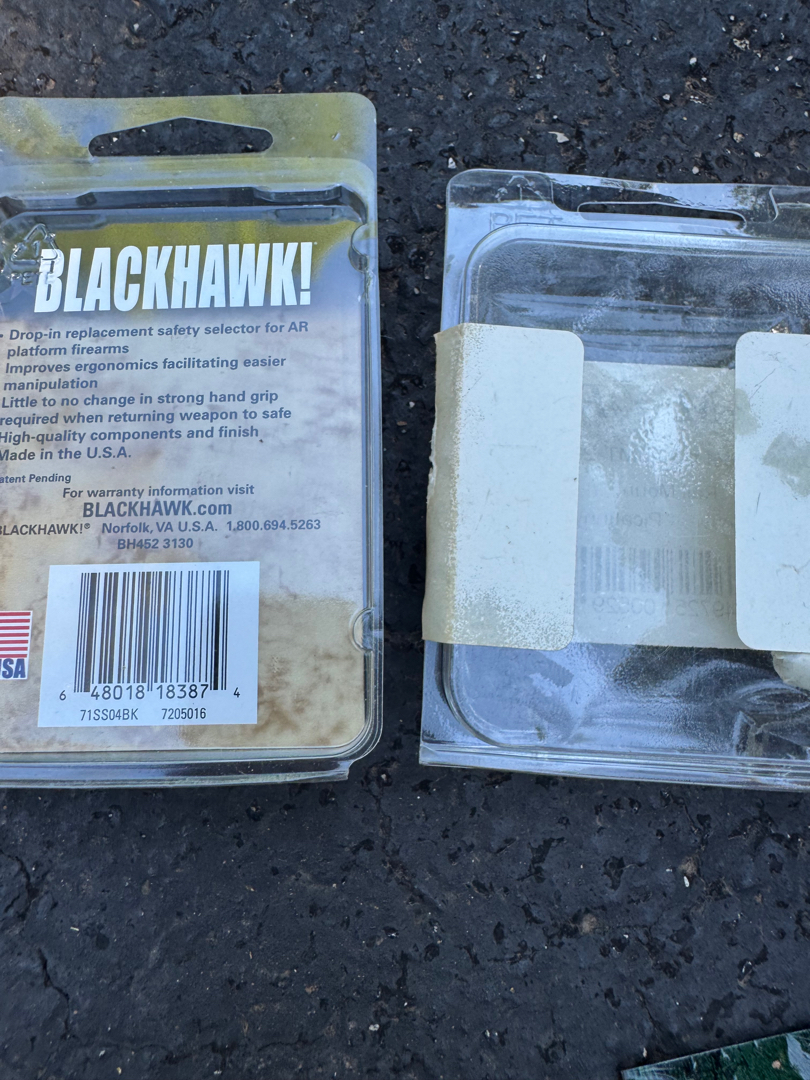 BLACKHAWK!
• Drop-in replacement safety selector for AR
platform firearms
Improves ergonomics facilitating easier
manipulation
Little to no change in strong hand grip
required when returning weapon to safe
High-quality components and finish
Made in the U.S.A.
Patent Pending
For warranty information visit
BLACKHAWK.com
BLACKHAWK!® Norfolk, VA U.S.A. 1.800.694.5263
BH452 3130
USA
6 48018 18387 4
71SS04BK 7205016